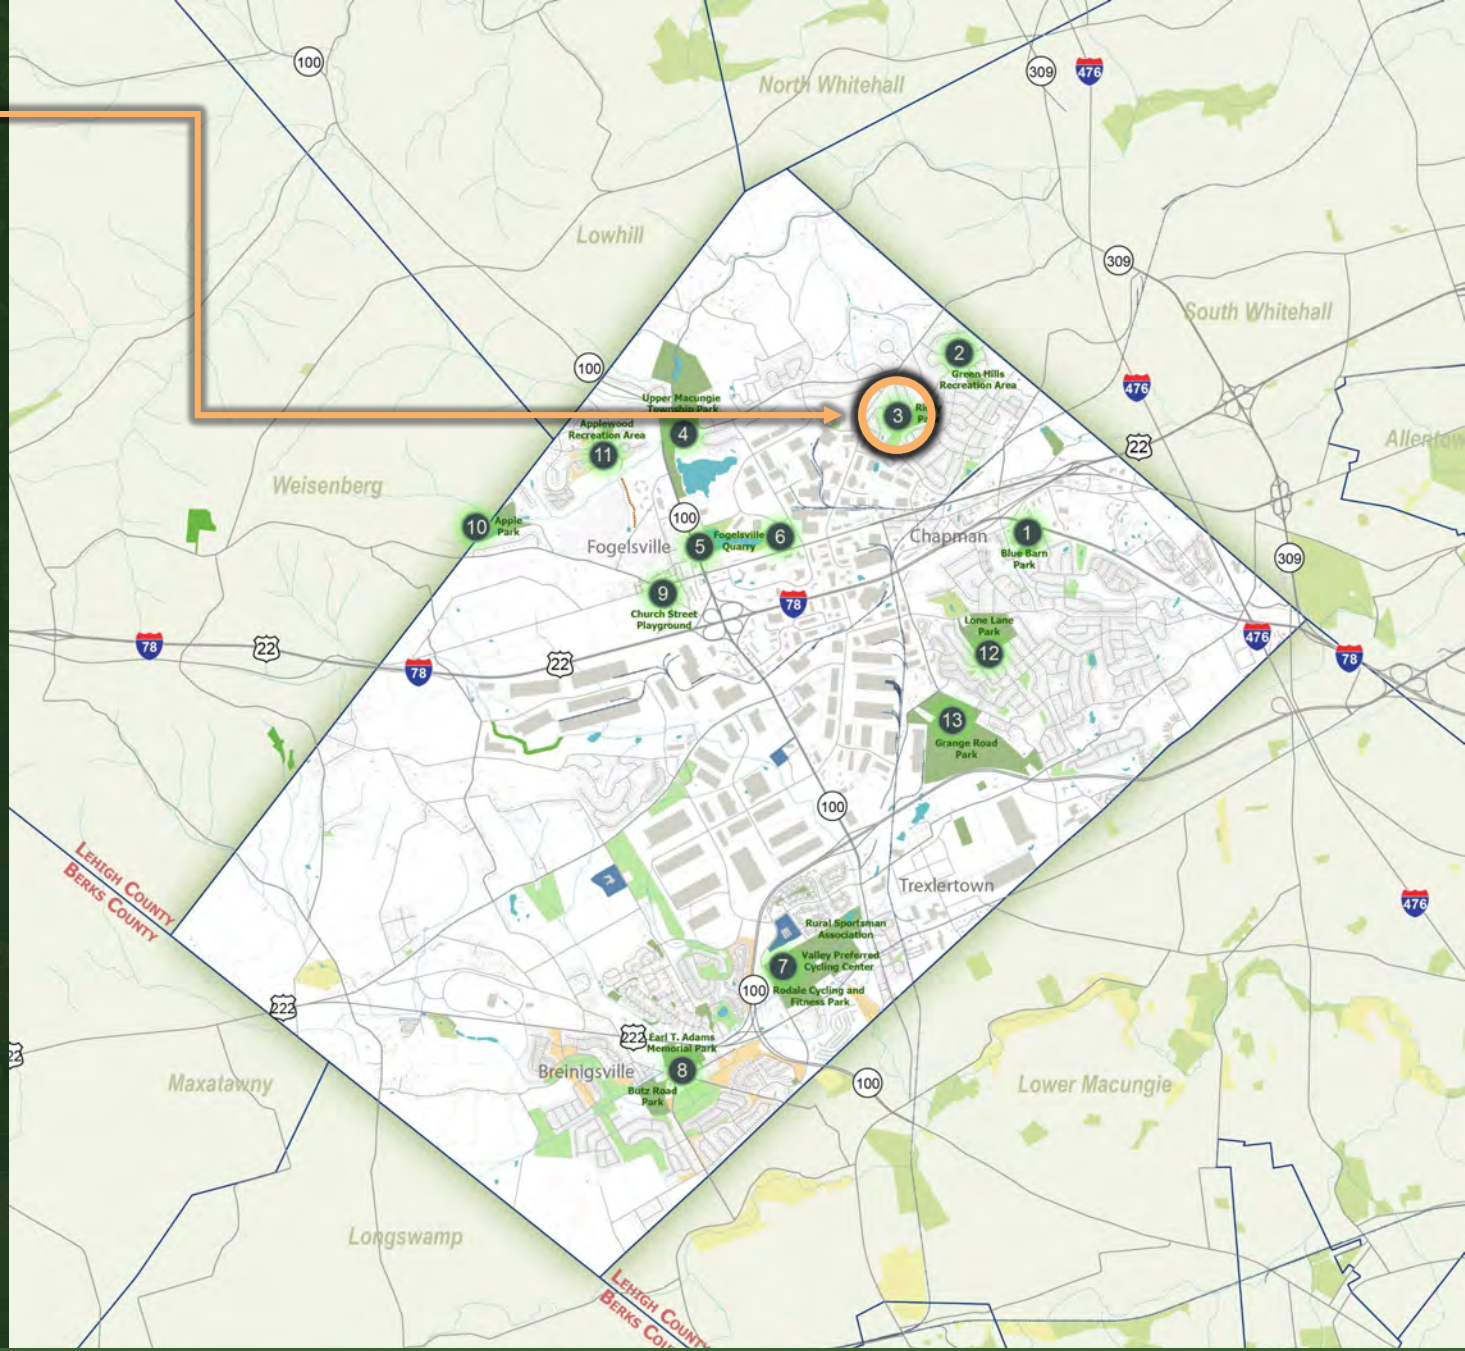 100
309
476
North Whitehall
Lowhill
309
South Whitehall
2
Green Hills
Recreation Area
100
476
Upper Macungie
Township Park
3
Applewood
Recreation Area
4
22
11
Weisenberg
10
Apple
Park
100
Fogelsville
5
Fogelsville
Quarry
6
Chapman
1
Blue Barn
Park
309
9
Church Street
Playground
78
Lone Lane
Park
12
78
22
78
22
476
78
13
Grange Road
Park
100
LEHIGH COUNTY
BERKS COUNTY
Trexlertown
476
Rural Sportsman
Association
7
Valley Preferred
Cycling Center
Rodale Cycling and
Fitness Park
100
222
222
Earl T. Adams
Memorial Park
8
Breinigsville
Butz Road
Park
100
Maxatawny
Lower Macungie
Longswamp
LEHIGH COUNTY
BERKS